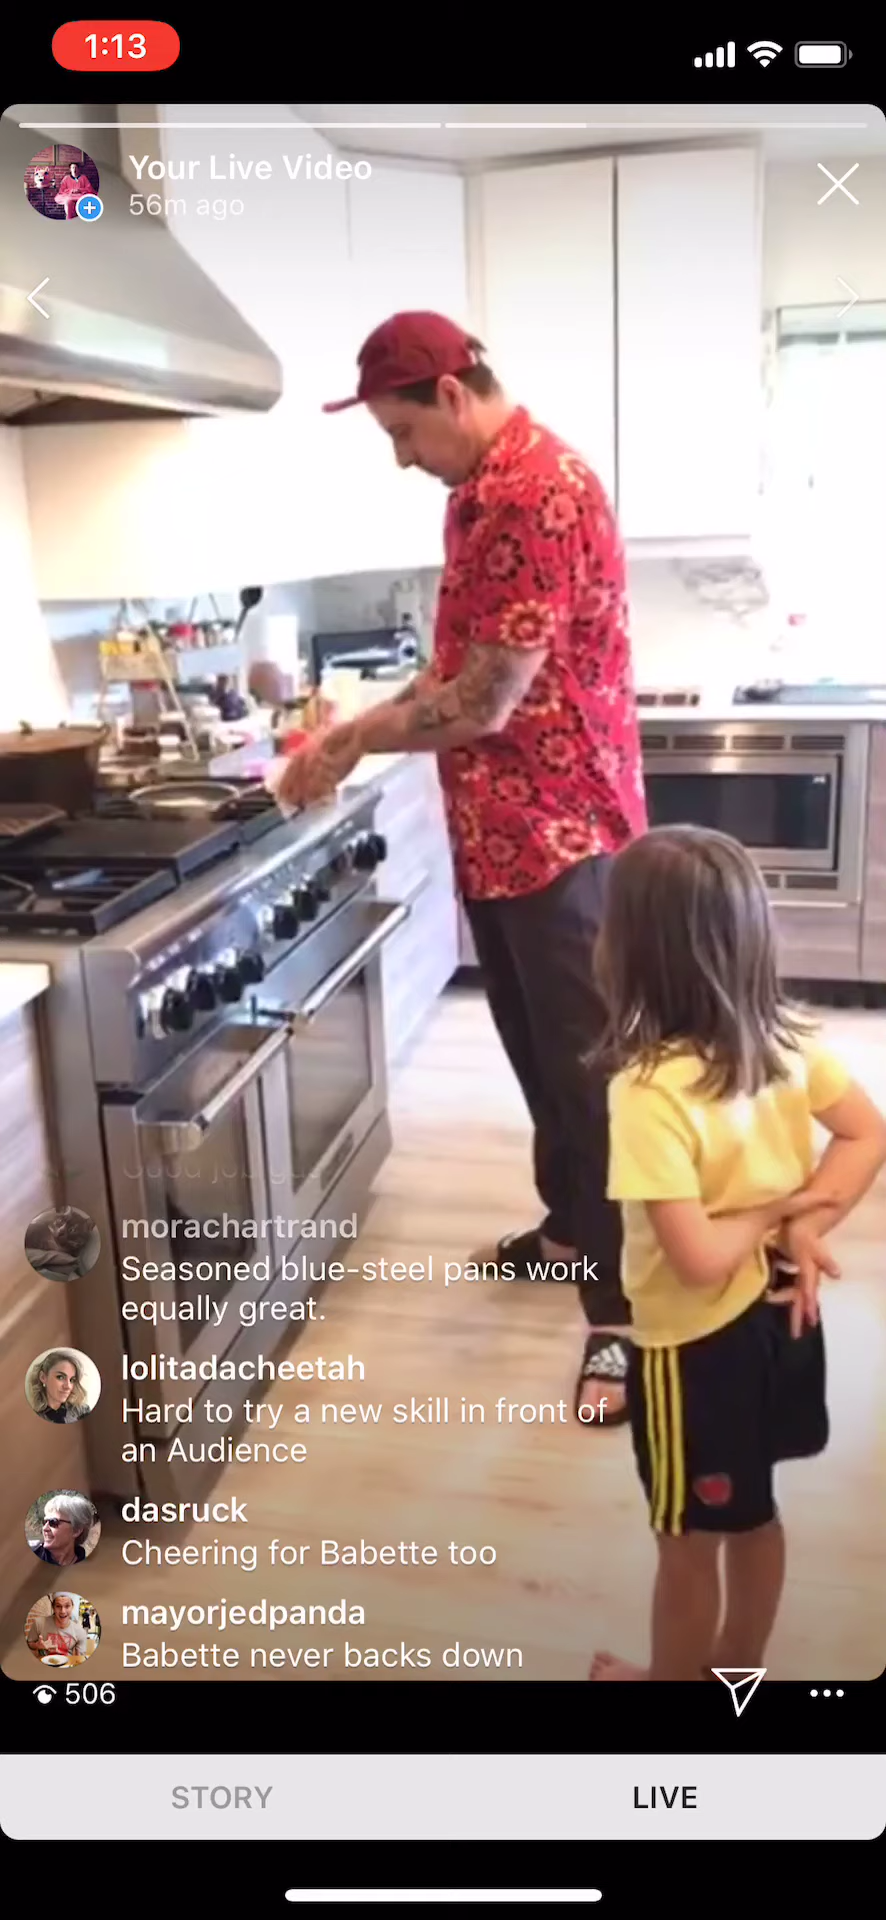 1:13
Your Live Video
56m ago
Good job
morachartrand
Seasoned blue-steel pans work
equally great.
lolitadacheetah
Hard to try a new skill in front of
an Audience
dasruck
Cheering for Babette too
mayorjedpanda
Babette never backs down
506
STORY
LIVE